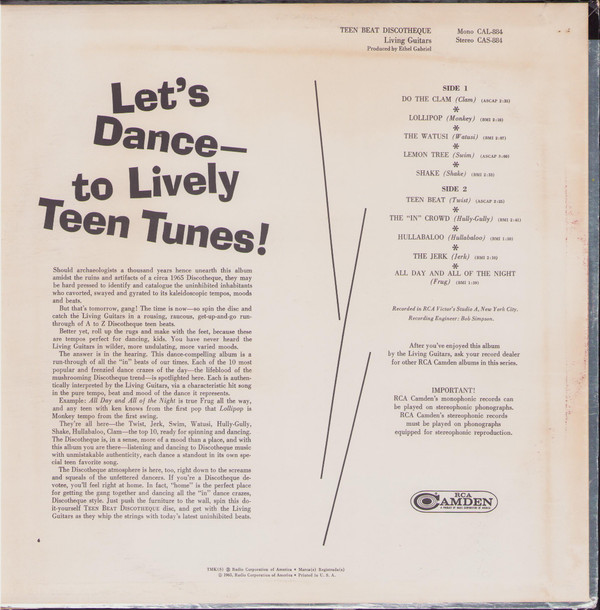 TEEN BEAT DISCOTHEQUE
Living Guitars
Produced by Ethel Gabriel
Mono CAL-884
Stereo CAS-884
Let's
Dance—
to Lively
Teen Tunes!
Should archaeologists a thousand years hence unearth this album
amidst the ruins and artifacts of a circa 1965 Discotheque, they may
be hard pressed to identify and catalogue the uninhibited inhabitants
who cavorted, swayed and gyrated to its kaleidoscopic tempos, moods
and beats.
But that's tomorrow, gang! The time is now—so spin the disc and
catch the Living Guitars in a rousing, raucous, get-up-and-go run-
through of A to Z Discotheque teen beats.
Better yet, roll up the rugs and make with the feet, because these
are tempos perfect for dancing, kids. You have never heard the
Living Guitars in wilder, more undulating, more varied moods.
The answer is in the hearing. This dance-compelling album is a
run-through of all the "in" beats of our times. Each of the 10 most
popular and frenzied dance crazes of the day—the lifeblood of the
mushrooming Discotheque trend—is spotlighted here. Each is authen-
tically interpreted by the Living Guitars, via a characteristic hit song
in the pure tempo, beat and mood of the dance it represents.
Example: All Day and All of the Night is true Frug all the way,
and any teen with ken knows from the first pop that Lollipop is
Monkey tempo from the first swing.
They're all here—the Twist, Jerk, Swim, Watusi, Hully-Gully,
Shake, Hullabaloo, Clam—the top 10, ready for spinning and dancing.
The Discotheque is, in a sense, more of a mood than a place, and with
this album you are there—listening and dancing to Discotheque music
with unmistakable authenticity, each dance a standout in its own spe-
cial teen favorite song.
The Discotheque atmosphere is here, too, right down to the screams
and squeals of the unfettered dancers. If you're a Discotheque de-
votee, you'll feel right at home. In fact, "home" is the perfect place
for getting the gang together and dancing all the "in" dance crazes,
Discotheque style. Just push the furniture to the wall, spin this do-
it-yourself TEEN BEAT DISCOTHEQUE disc, and get with the Living
Guitars as they whip the strings with today's latest uninhibited beats.
SIDE 1
DO THE CLAM (Clam) (ASCAP
LOLLIPOP (Monkey) (BMI
THE WATUSI (Watusi) (BMI
LEMON TREE (Swim) (ASCAP
SHAKE (Shake) (BMI
SIDE 2
TEEN BEAT (Twist) (ASCAP
THE "IN" CROWD (Hully-Gully) (BMI
HULLABALOO (Hullabaloo) (BMI
THE JERK (Jerk) (BMI
ALL DAY AND ALL OF THE NIGHT
(Frug) (BMI
Recorded in RCA Victor's Studio A, New York City.
Recording Engineer: Bob Simpson.
After you've enjoyed this album
by the Living Guitars, ask your record dealer
for other RCA Camden albums in this series.
IMPORTANT!
RCA Camden's monophonic records can
be played on stereophonic phonographs.
RCA Camden's stereophonic records
must be played on phonographs
equipped for stereophonic reproduction.
RCA
CAMDEN
Radio Corporation of America • Marca(s) Registrada(s)
© 1965, Radio Corporation of America • Printed in U. S. A.